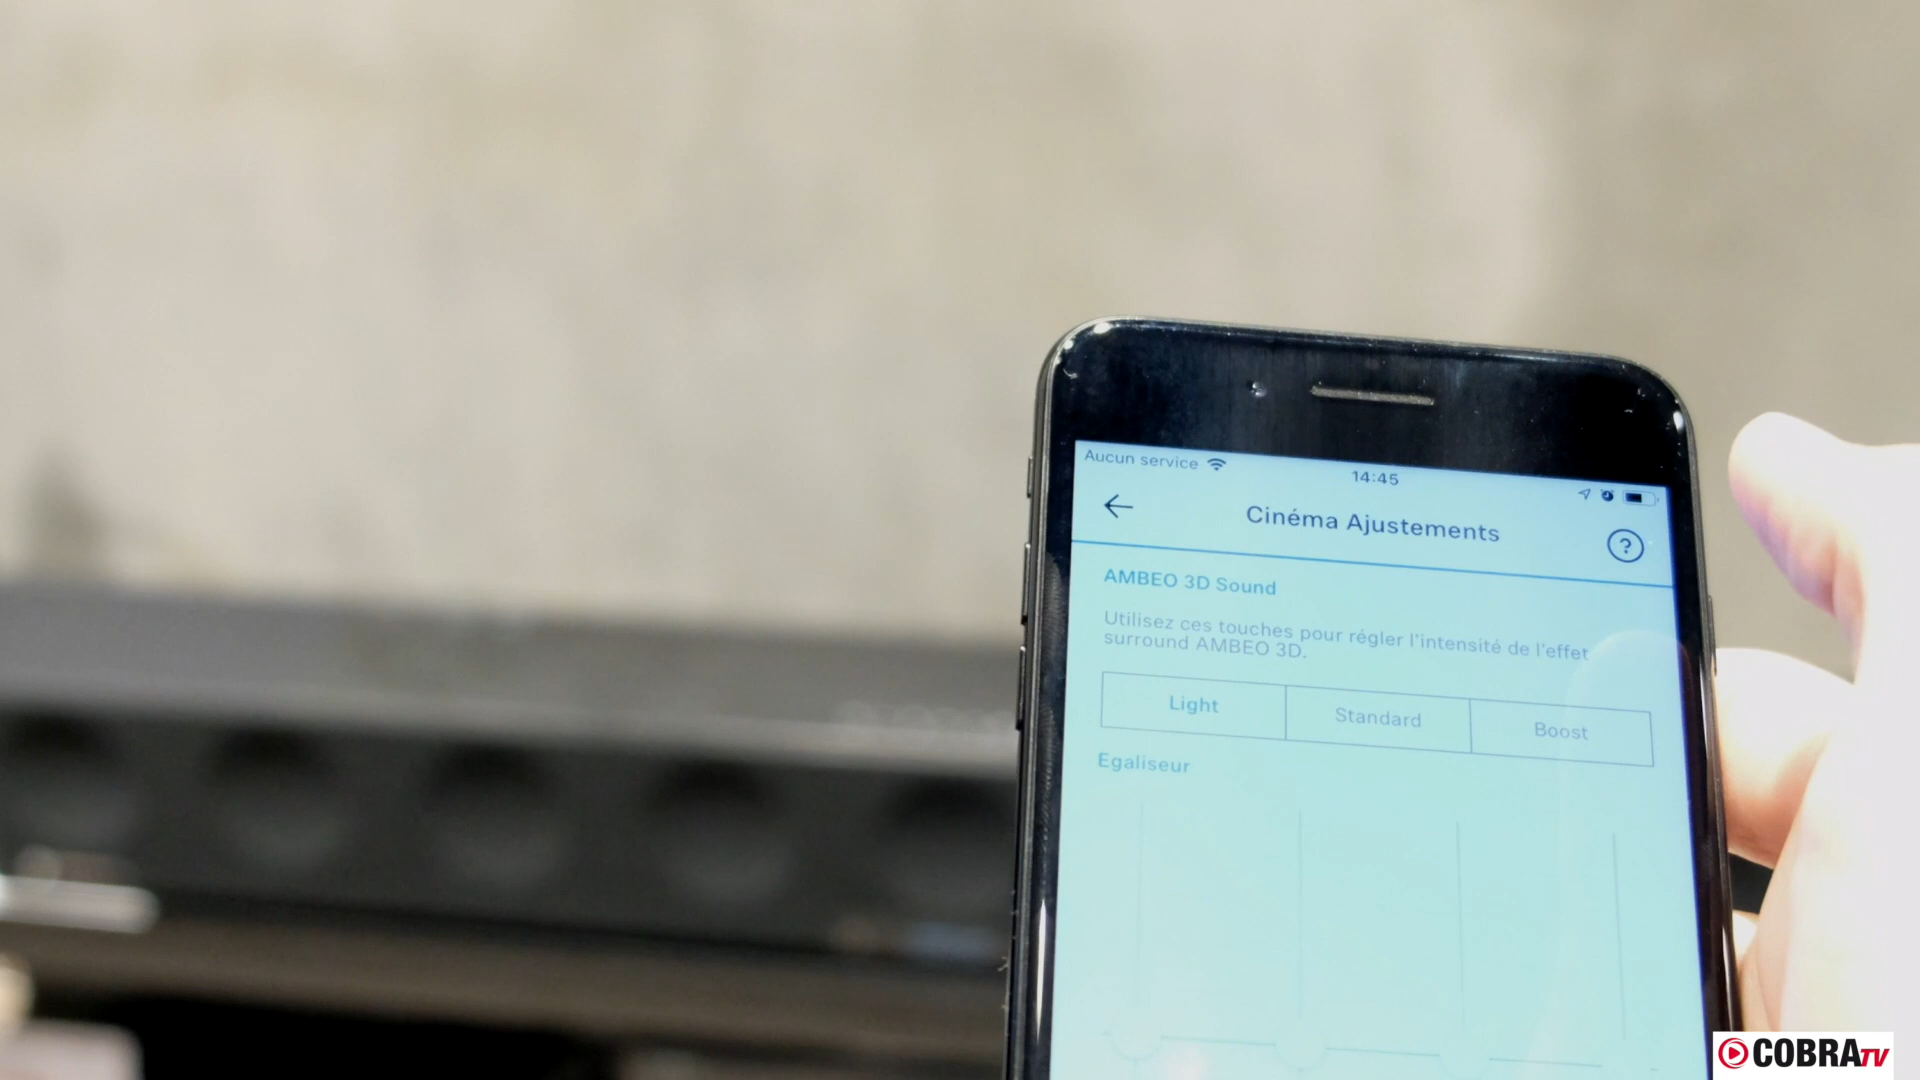 Aucun service
14:45
Cinéma Ajustements
?
AMBEO 3D Sound
Utilisez ces touches pour régler l'intensité de l'effet
surround AMBEO 3D.
Light Standard Boost
Egaliseur
COBRA TV